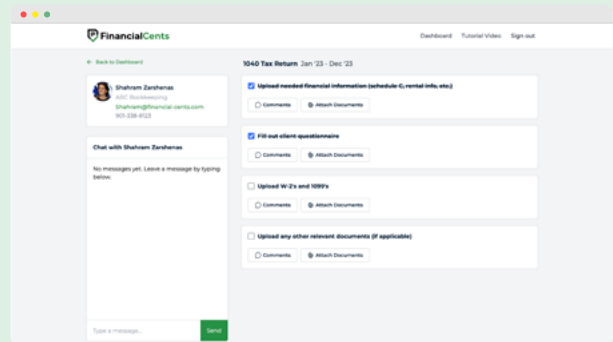 FinancialCents
Dashboard Tutorial Video Sign out
← Back to Dashboard
Shahram Zarshenas
ABC Bookkeeping
Shahram@financial-cents.com
901-238-8123
Chat with Shahram Zarshenas
No messages yet. Leave a message by typing
below.
Type a message...
Send
1040 Tax Return Jan '23 - Dec '23
Upload needed financial information (schedule C, rental info, etc.)
Comments Attach Documents
Fill out client questionnaire
Comments Attach Documents
Upload W-2's and 1099's
Comments Attach Documents
Upload any other relevant documents (if applicable)
Comments Attach Documents